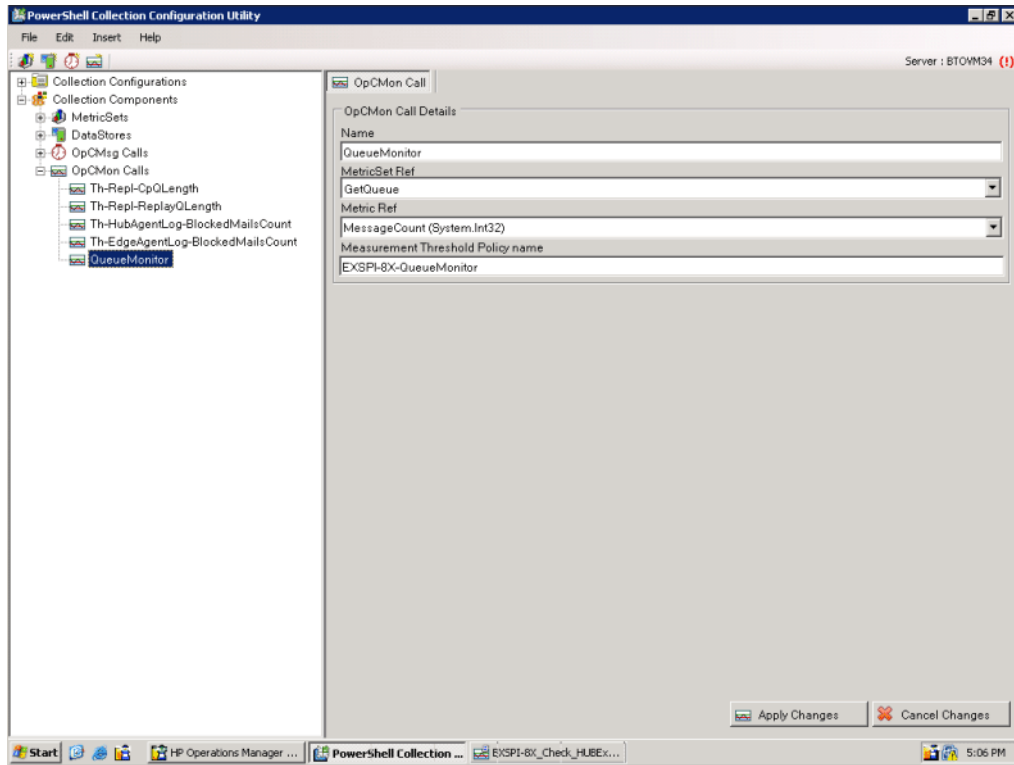 PowerShell Collection Configuration Utility
File Edit Insert Help
Server : BTOVM34 (!)
Collection Configurations
Collection Components
MetricSets
DataStores
OpCMsg Calls
OpCMon Calls
Th-Repl-CpQLength
Th-Repl-ReplayQLength
Th-HubAgentLog-BlockedMailsCount
Th-EdgeAgentLog-BlockedMailsCount
QueueMonitor
OpCMon Call
OpCMon Call Details
Name
QueueMonitor
MetricSet Ref
GetQueue
Metric Ref
MessageCount (System.Int32)
Measurement Threshold Policy name
EXSPI-8X-QueueMonitor
Apply Changes
Cancel Changes
Start
HP Operations Manager ...
PowerShell Collection ...
EXSPI-8X_Check_HUBEx...
5:06 PM